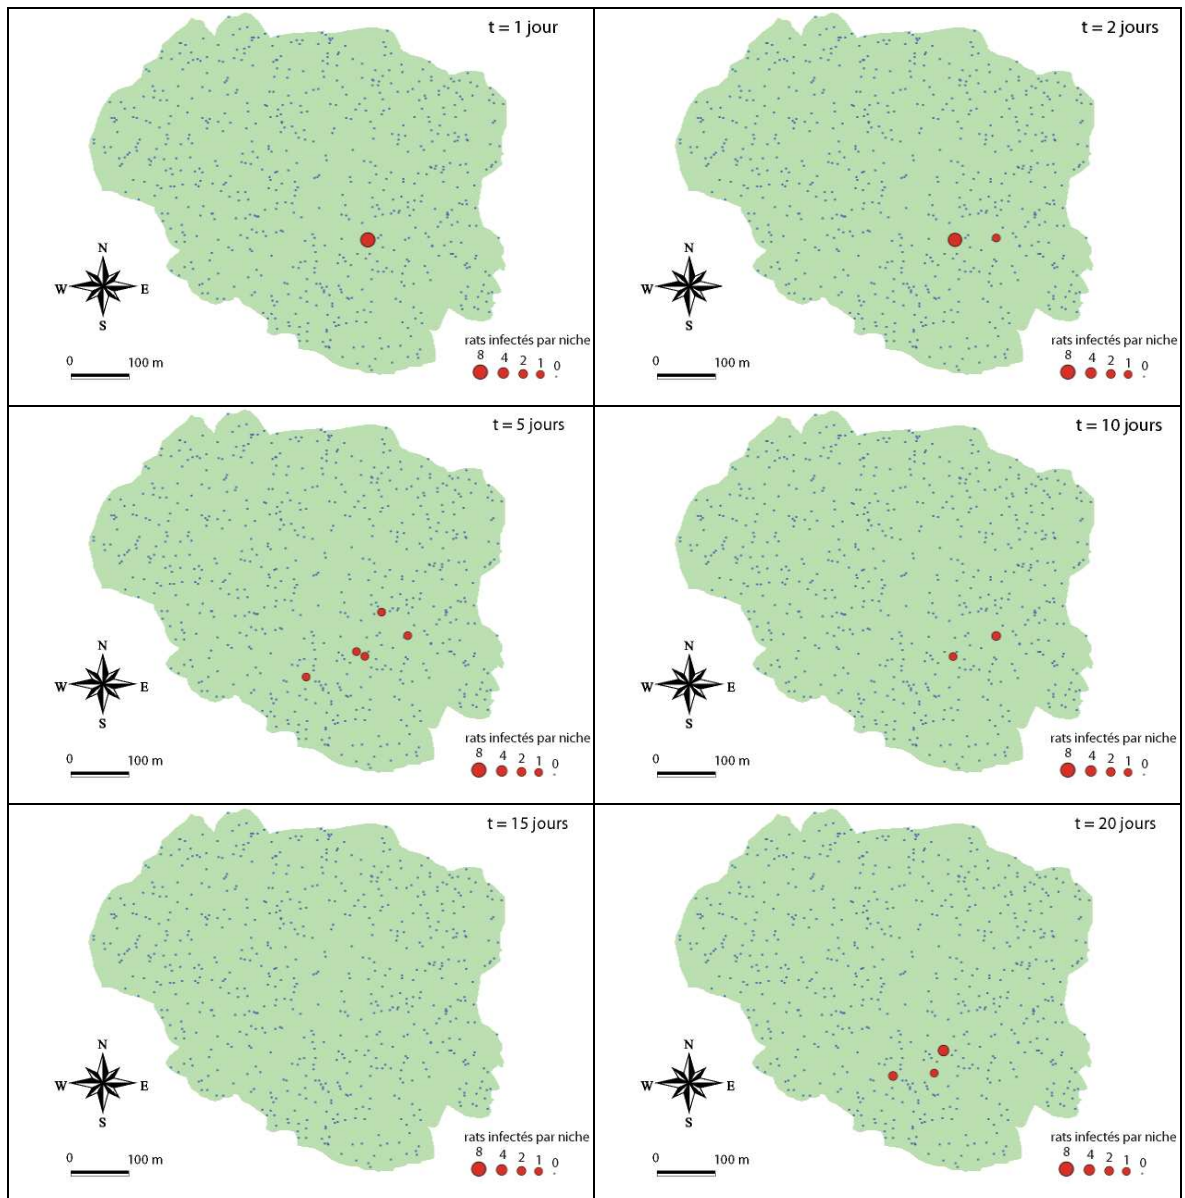 t = 1 jour
N
W E
S
0 100 m
rats infectés par niche
8 4 2 1 0
t = 2 jours
N
W
S
0 100 m
rats infectés par niche
8 4 2 1 0
t = 5 jours
N
W E
S
0 100 m
rats infectés par niche
8 4 2 1 0
t = 10 jours
N
W E
S
0 100 m
rats infectés par niche
8 4 2 1 0
t = 15 jours
N
W E
S
0 100 m
rats infectés par niche
8 4 2 1 0
t = 20 jours
N
W E
S
0 100 m
rats infectés par niche
8 4 2 1 0